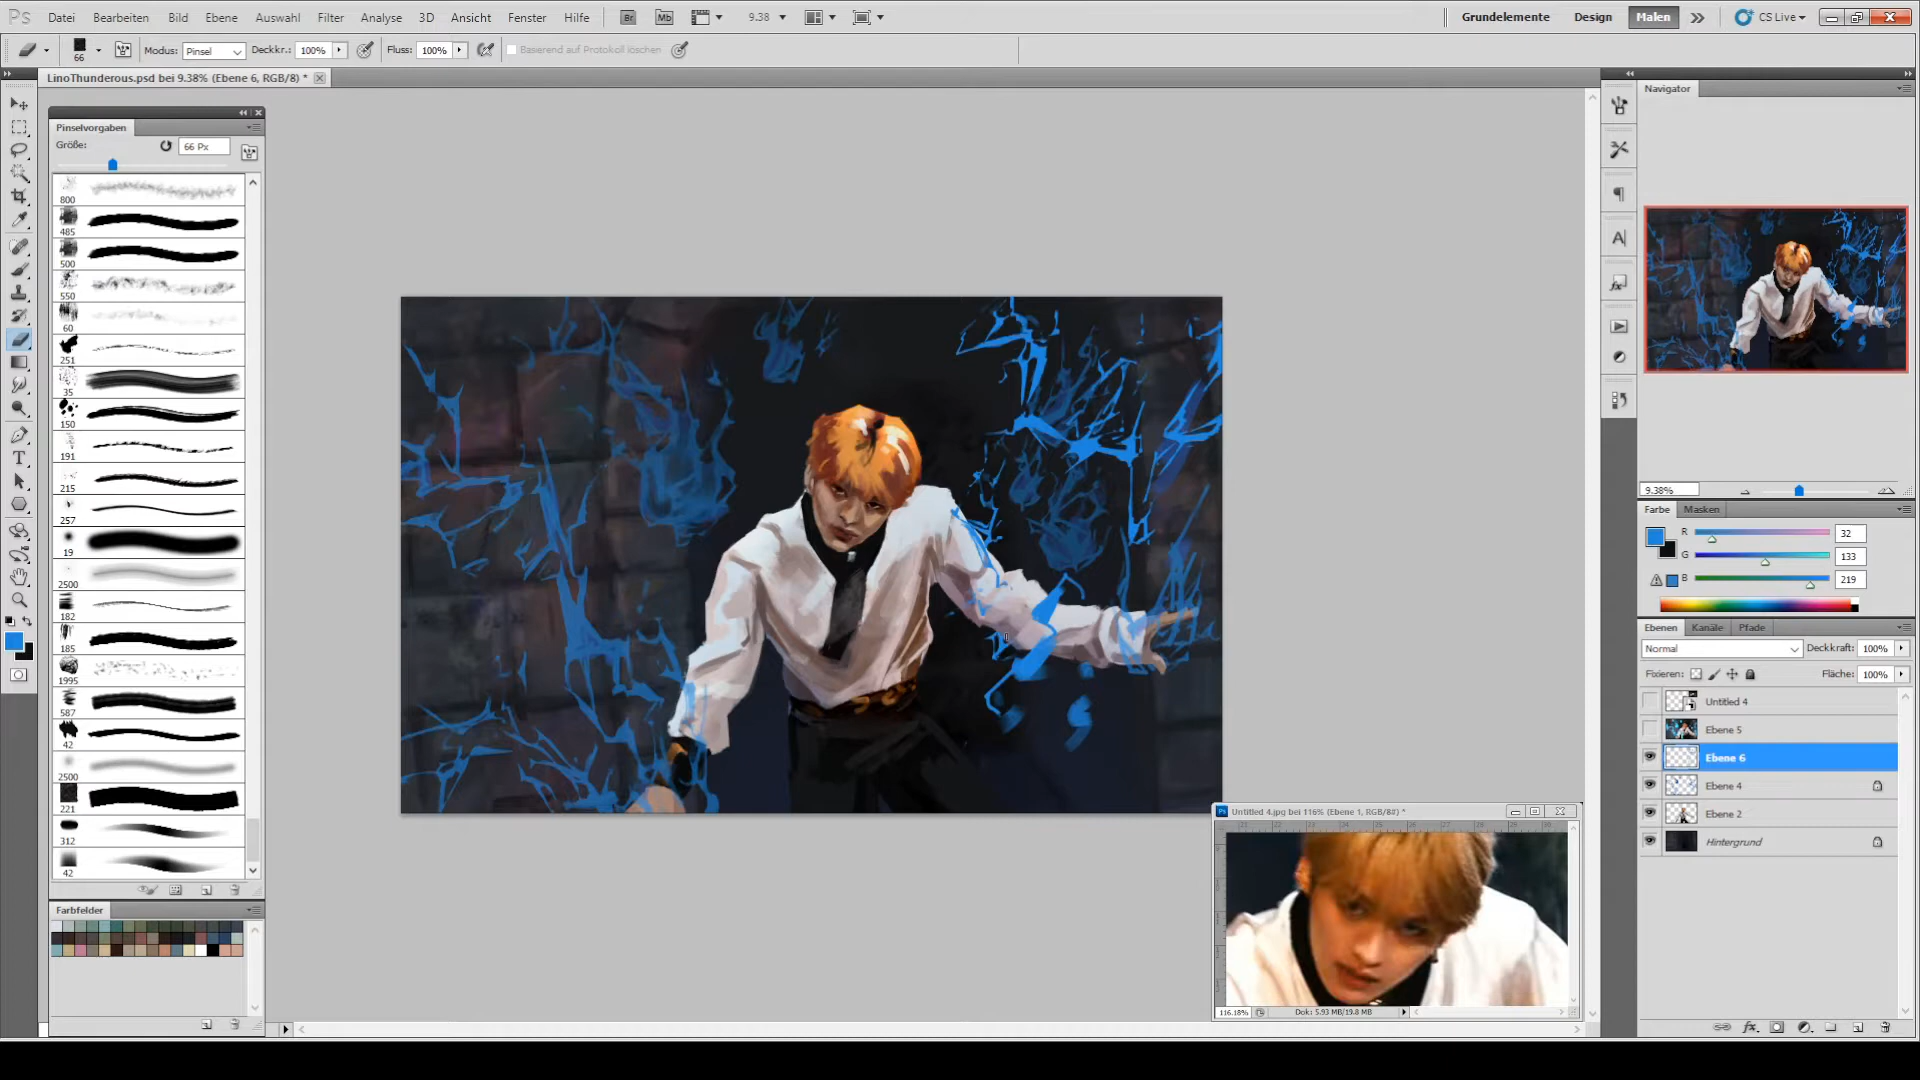 Ps Datei Bearbeiten Bild Ebene Auswahl Filter Analyse 3D Ansicht Fenster Hilfe Br Mb 9.38 Grundelemente Design Malen CS Live
66 Modus: Pinsel Deckkr.: 100% Fluss: 100% Basierend auf Protokoll löschen
LinoThunderous.psd bei 9.38% (Ebene 6, RGB/8) *
Pinselvorgaben
Größe: 66 Px
800
485
500
550
60
251
35
150
191
215
257
19
2500
182
185
1995
587
42
2500
221
312
42
Farbfelder
Navigator
9.38%
Farbe Masken
R 32
G 133
B 219
Ebenen Kanäle Pfade
Normal Deckkraft: 100%
Fixieren: Fläche: 100%
Untitled 4
Ebene 5
Ebene 6
Ebene 4
Ebene 2
Hintergrund
Untitled 4.jpg bei 116% (Ebene 1, RGB/8#) *
116.18% Dok: 5.93 MB/19.8 MB